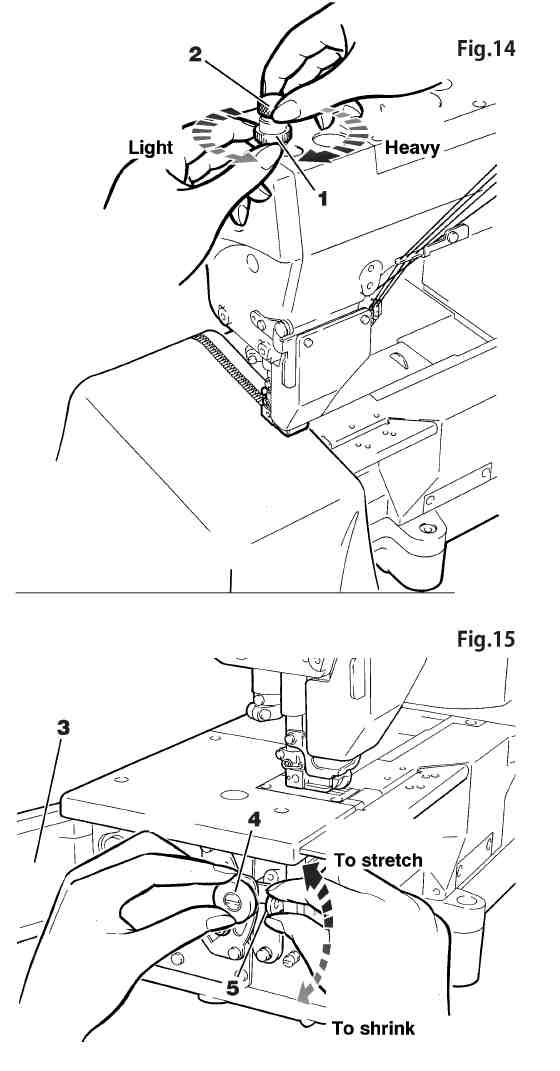 Fig.14
2
Light
Heavy
1
Fig.15
3
4
To stretch
5
To shrink